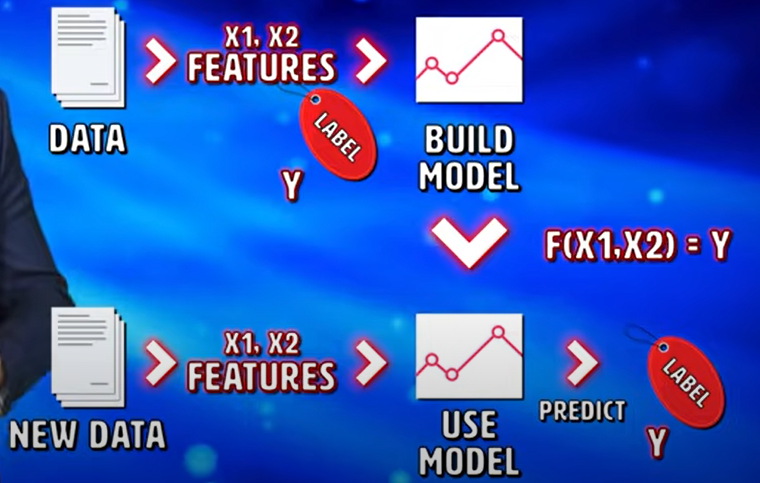 X1, X2
FEATURES
DATA
LABEL
Y
BUILD
MODEL
F(X1,X2) = Y
X1, X2
FEATURES
NEW DATA
USE
MODEL
PREDICT
LABEL
Y